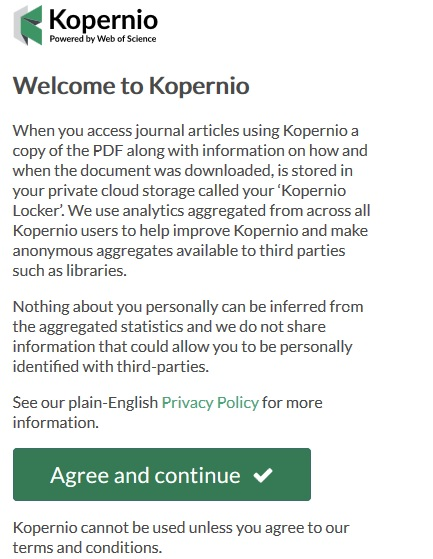 Kopernio
Powered by Web of Science
Welcome to Kopernio
When you access journal articles using Kopernio a
copy of the PDF along with information on how and
when the document was downloaded, is stored in
your private cloud storage called your ‘Kopernio
Locker’. We use analytics aggregated from across all
Kopernio users to help improve Kopernio and make
anonymous aggregates available to third parties
such as libraries.
Nothing about you personally can be inferred from
the aggregated statistics and we do not share
information that could allow you to be personally
identified with third-parties.
See our plain-English Privacy Policy for more
information.
Agree and continue
Kopernio cannot be used unless you agree to our
terms and conditions.